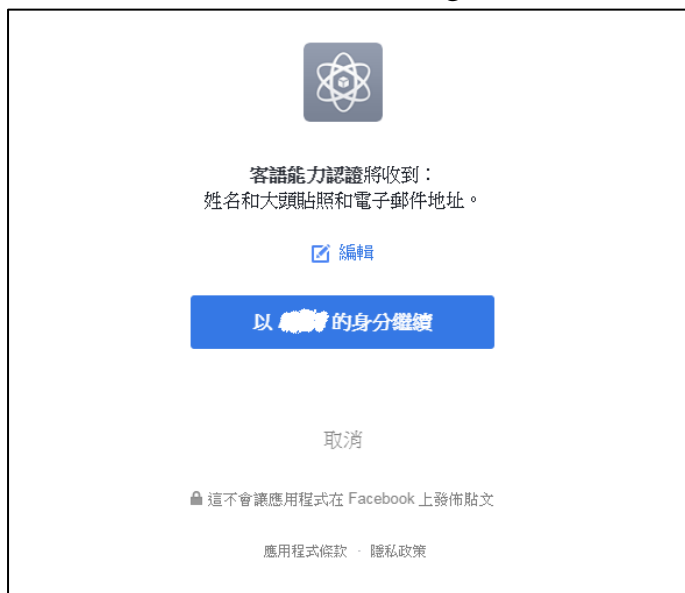 客語能力認證將收到：
姓名和大頭貼照和電子郵件地址。
編輯
以 的身分繼續
取消
這不會讓應用程式在 Facebook 上發佈貼文
應用程式條款 · 隱私政策